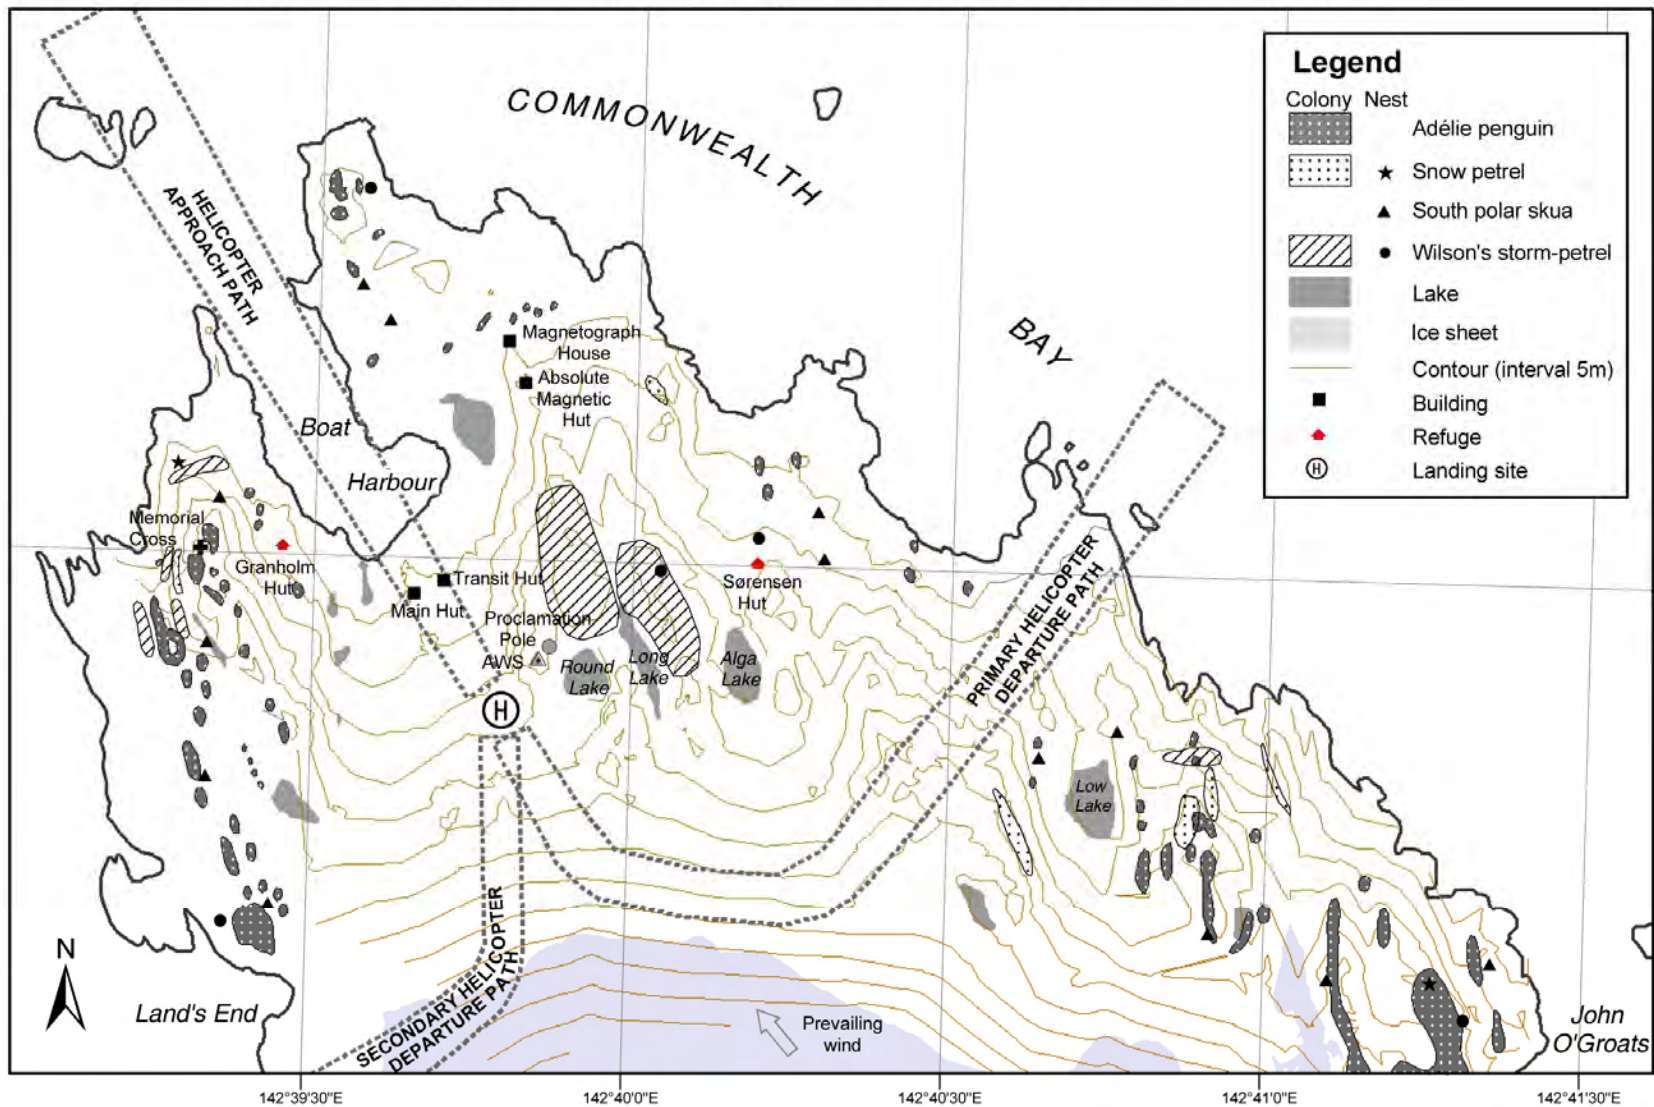 COMMONWEALTH
BAY
Legend
Colony Nest
Adélie penguin
Snow petrel
South polar skua
Wilson's storm-petrel
Lake
Ice sheet
Contour (interval 5m)
Building
Refuge
H Landing site
HELICOPTER
APPROACH PATH
Magnetograph
House
Absolute
Magnetic
Hut
Boat
Harbour
Memorial
Cross
Granholm
Hut
Transit Hut
Main Hut
Proclamation
Pole
AWS
Round
Lake
Long
Lake
Alga
Lake
Sørensen
Hut
PRIMARY HELICOPTER
DEPARTURE PATH
H
Low
Lake
SECONDARY HELICOPTER
DEPARTURE PATH
N
Land's End
Prevailing
wind
John
O'Groats
142°39'30"E
142°40'0"E
142°40'30"E
142°41'0"E
142°41'30"E